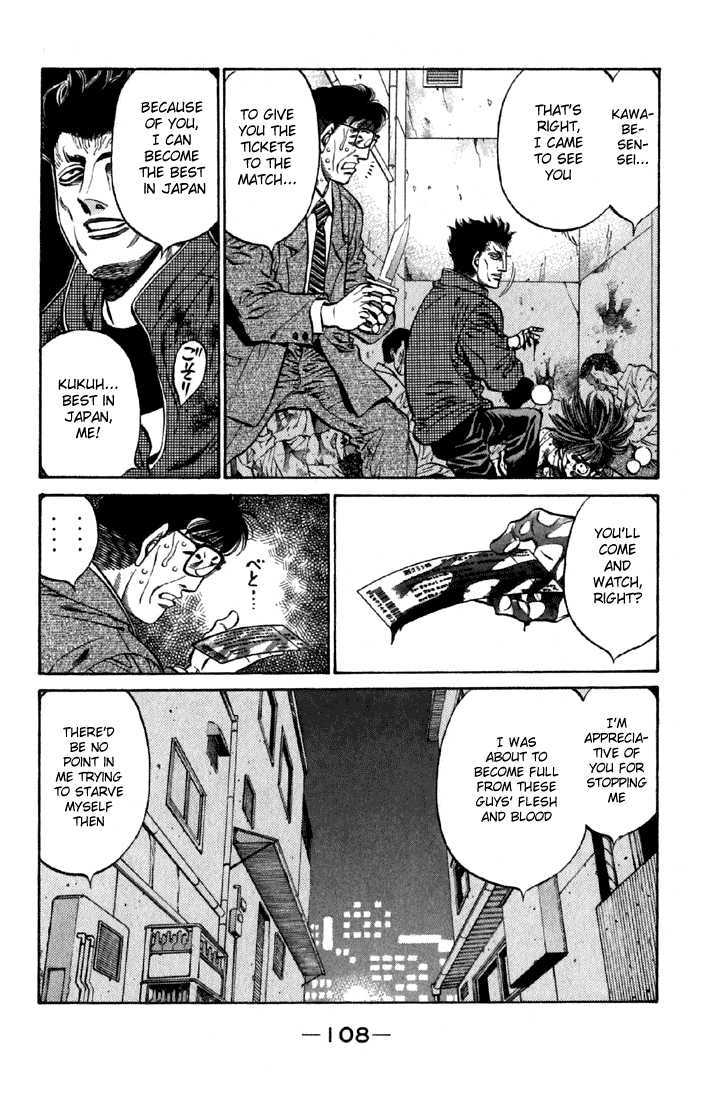 KAWA-
BE-
SEN-
SEI...
THAT'S
RIGHT,
I CAME
TO SEE
YOU
TO GIVE
YOU THE
TICKETS
TO THE
MATCH...
BECAUSE
OF YOU,
I CAN
BECOME
THE BEST
IN JAPAN
ごそり
KUKUH...
BEST IN
JAPAN,
ME!
YOU'LL
COME
AND
WATCH,
RIGHT?
べと...
I'M
APPRECIA-
TIVE OF
YOU FOR
STOPPING
ME
I WAS
ABOUT TO
BECOME FULL
FROM THESE
GUYS' FLESH
AND BLOOD
THERE'D
BE NO
POINT IN
ME TRYING
TO STARVE
MYSELF
THEN
—108—